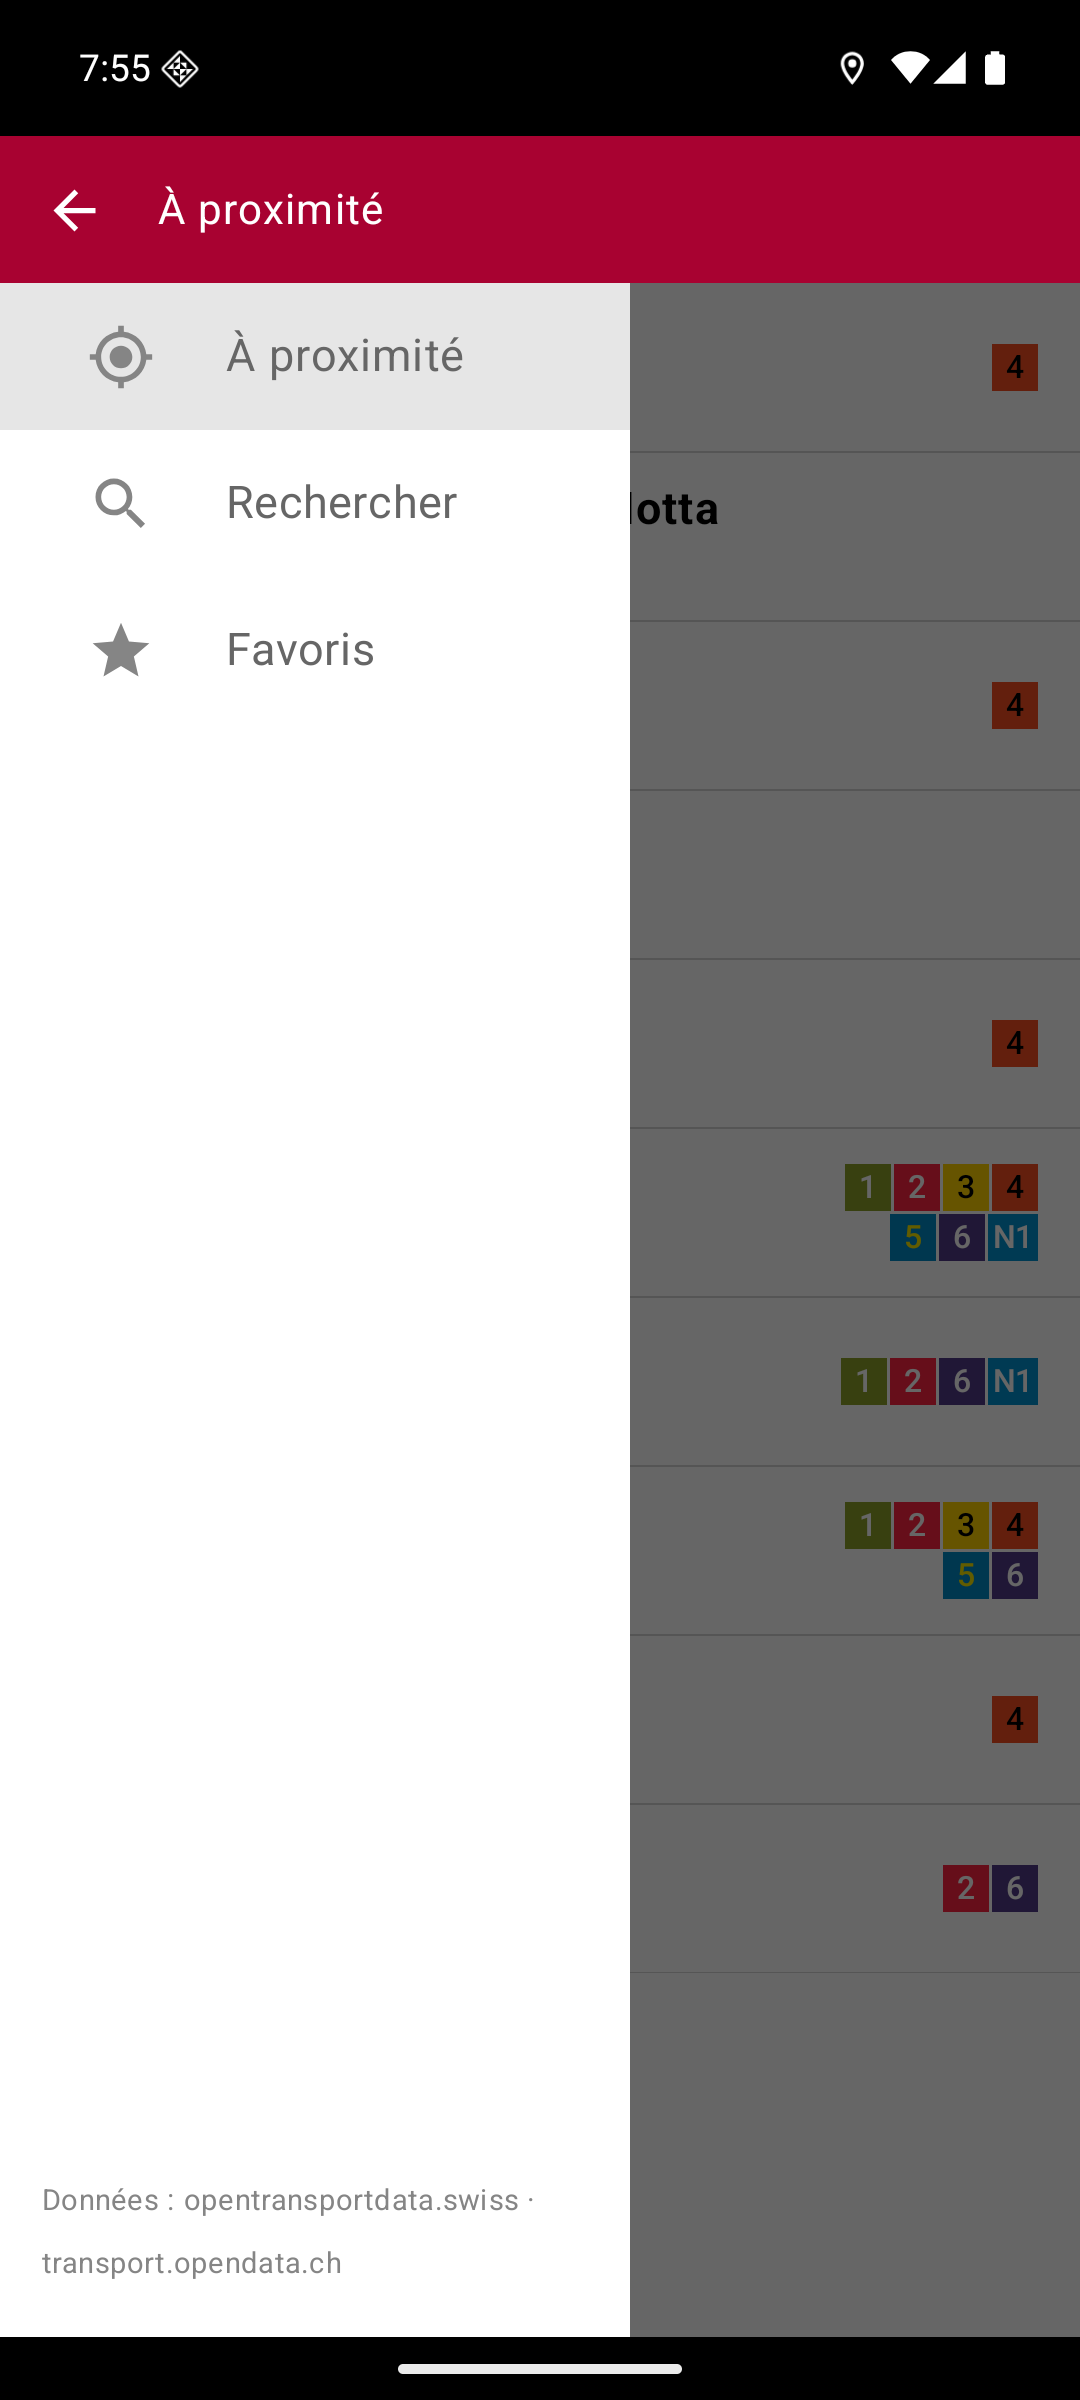 7:55
À proximité
À proximité
4
Rechercher
4
Favoris
4
1 2 3 4
5 6 N1
1 2 6 N1
1 2 3 4
5 6
4
2 6
Données : opentransportdata.swiss ·
transport.opendata.ch